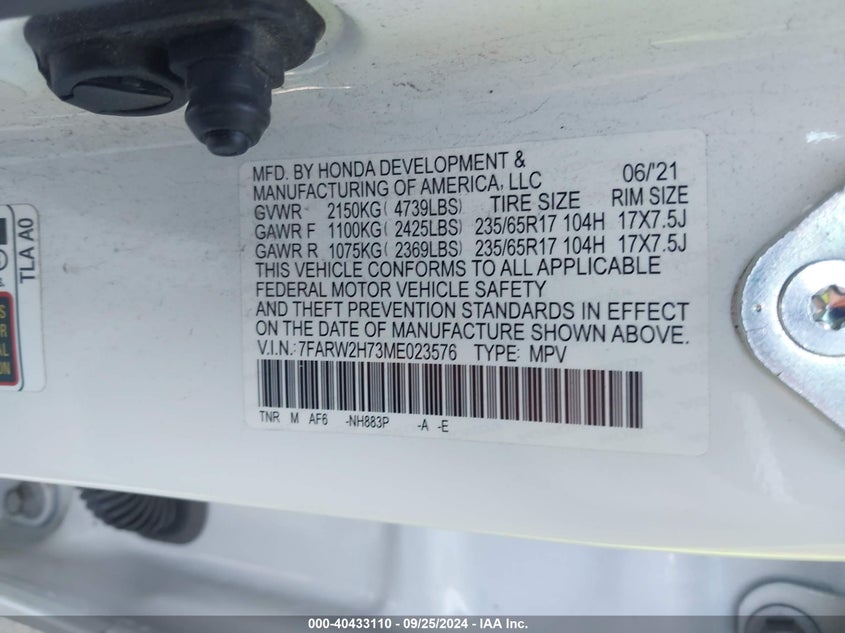 MFD. BY HONDA DEVELOPMENT & 06/'21
MANUFACTURING OF AMERICA, LLC
GVWR 2150KG( 4739LBS) TIRE SIZE RIM SIZE
GAWR F 1100KG( 2425LBS) 235/65R17 104H 17X7.5J
GAWR R 1075KG( 2369LBS) 235/65R17 104H 17X7.5J
THIS VEHICLE CONFORMS TO ALL APPLICABLE
FEDERAL MOTOR VEHICLE SAFETY
AND THEFT PREVENTION STANDARDS IN EFFECT
ON THE DATE OF MANUFACTURE SHOWN ABOVE.
V.I.N.: 7FARW2H73ME023576 TYPE: MPV
TNR M AF6 -NH883P -A -E
TLA A0
000-40433110 - 09/25/2024 - IAA Inc.